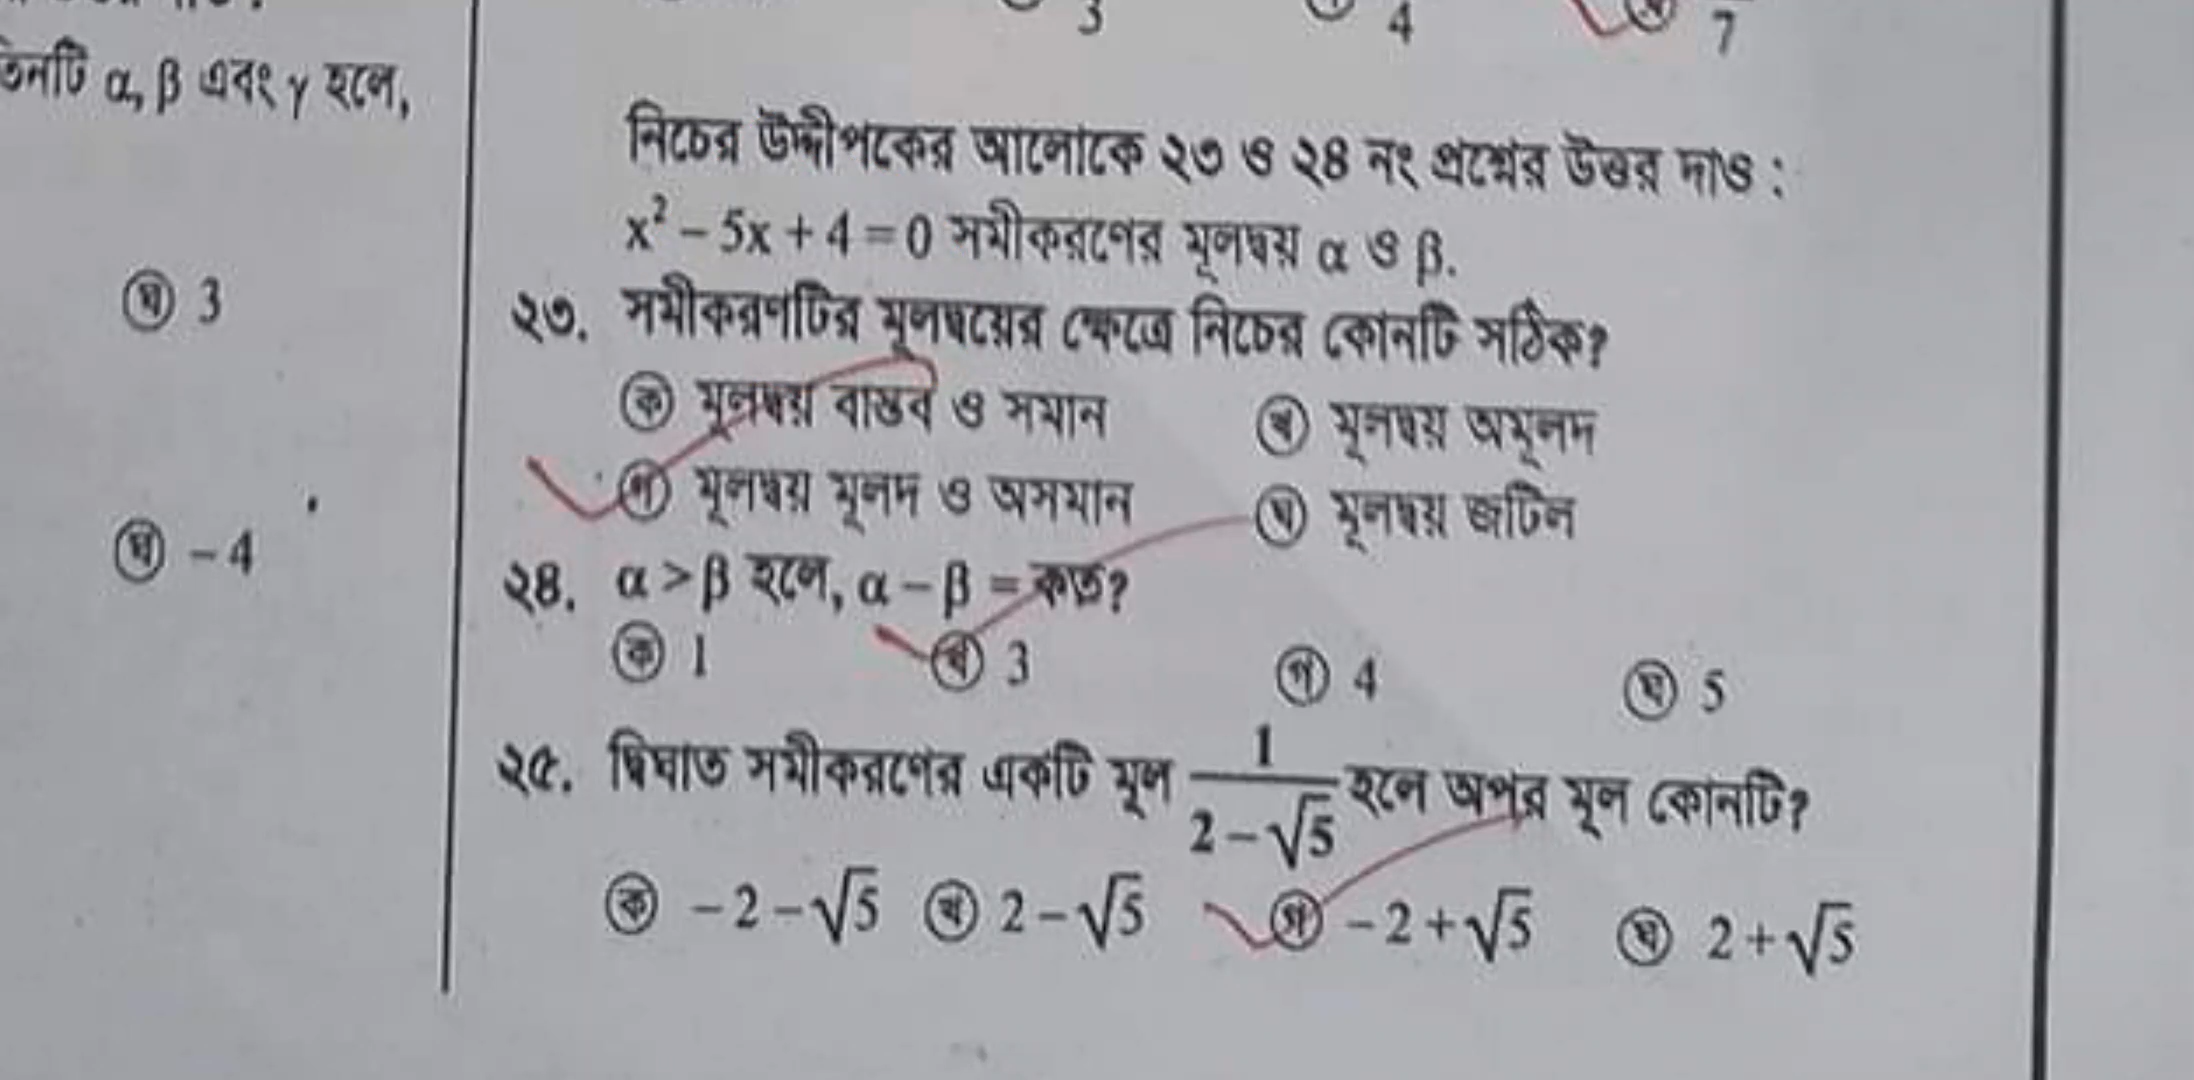 তিনটি α, β এবং γ হলে,
ঘ 3
ঘ – 4
3 4 7
নিচের উদ্দীপকের আলোকে ২৩ ও ২৪ নং প্রশ্নের উত্তর দাও :
x² – 5x + 4 = 0 সমীকরণের মূলদ্বয় α ও β.
২৩. সমীকরণটির মূলদ্বয়ের ক্ষেত্রে নিচের কোনটি সঠিক?
ক মূলদ্বয় বাস্তব ও সমান খ মূলদ্বয় অমূলদ
গ মূলদ্বয় মূলদ ও অসমান ঘ মূলদ্বয় জটিল
২৪. α > β হলে, α – β = কত?
ক 1 খ 3 গ 4 ঘ 5
২৫. দ্বিঘাত সমীকরণের একটি মূল 1/(2 – √5) হলে অপর মূল কোনটি?
ক – 2 – √5 খ 2 – √5 গ – 2 + √5 ঘ 2 + √5